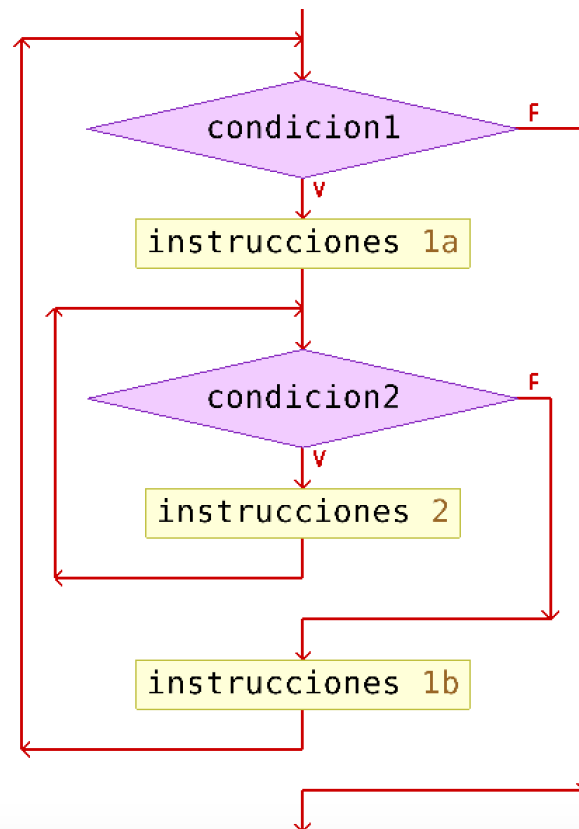 condicion1
F
V
instrucciones 1a
condicion2
F
V
instrucciones 2
instrucciones 1b